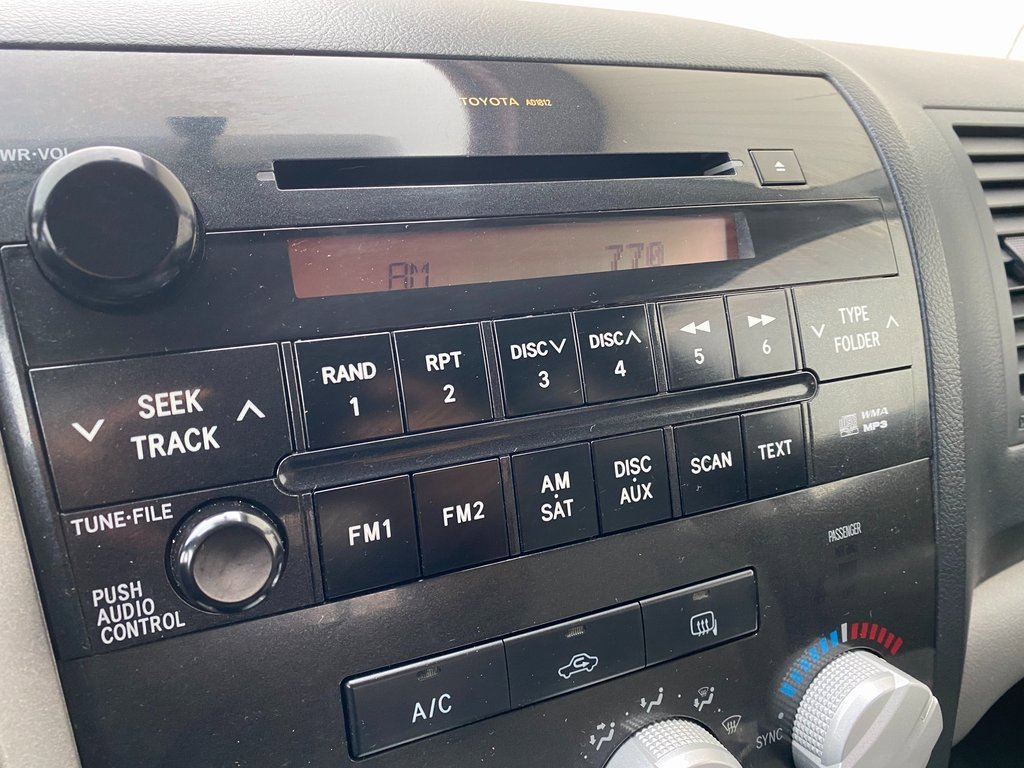 TOYOTA AD1812
WR·VOL
AM 770
SEEK
TRACK
RAND
1
RPT
2
DISC
3
DISC
4
5
6
TYPE
FOLDER
WMA
MP3
FM1
FM2
AM
SAT
DISC
AUX
SCAN
TEXT
TUNE·FILE
PUSH
AUDIO
CONTROL
PASSENGER
A/C
SYNC